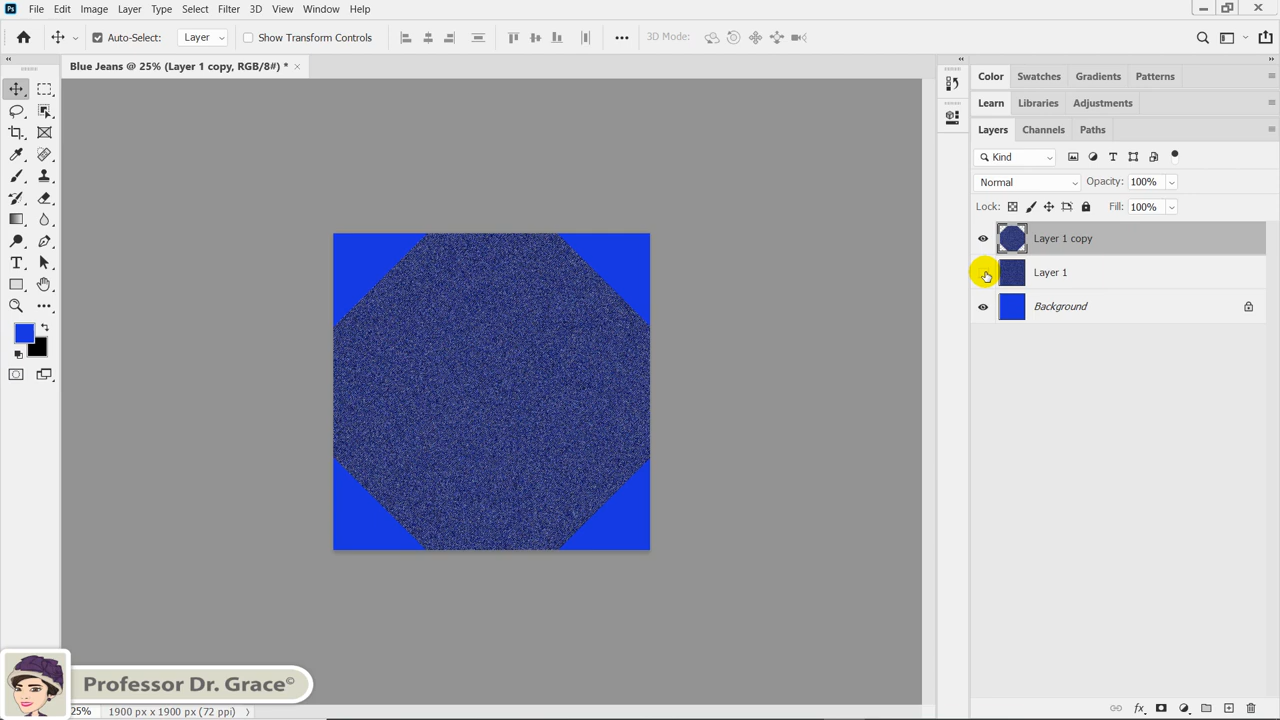 Ps File Edit Image Layer Type Select Filter 3D View Window Help
Auto-Select: Layer Show Transform Controls 3D Mode:
Blue Jeans @ 25% (Layer 1 copy, RGB/8#) *
Color Swatches Gradients Patterns
Learn Libraries Adjustments
Layers Channels Paths
Kind
Normal Opacity: 100%
Lock: Fill: 100%
Layer 1 copy
Layer 1
Background
Professor Dr. Grace©
25% 1900 px x 1900 px (72 ppi)